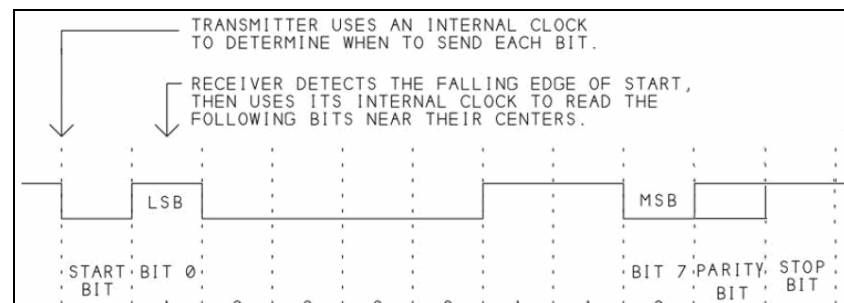 TRANSMITTER USES AN INTERNAL CLOCK
TO DETERMINE WHEN TO SEND EACH BIT.
RECEIVER DETECTS THE FALLING EDGE OF START,
THEN USES ITS INTERNAL CLOCK TO READ THE
FOLLOWING BITS NEAR THEIR CENTERS.
LSB
MSB
START BIT 0 BIT 7 PARITY STOP
BIT BIT BIT